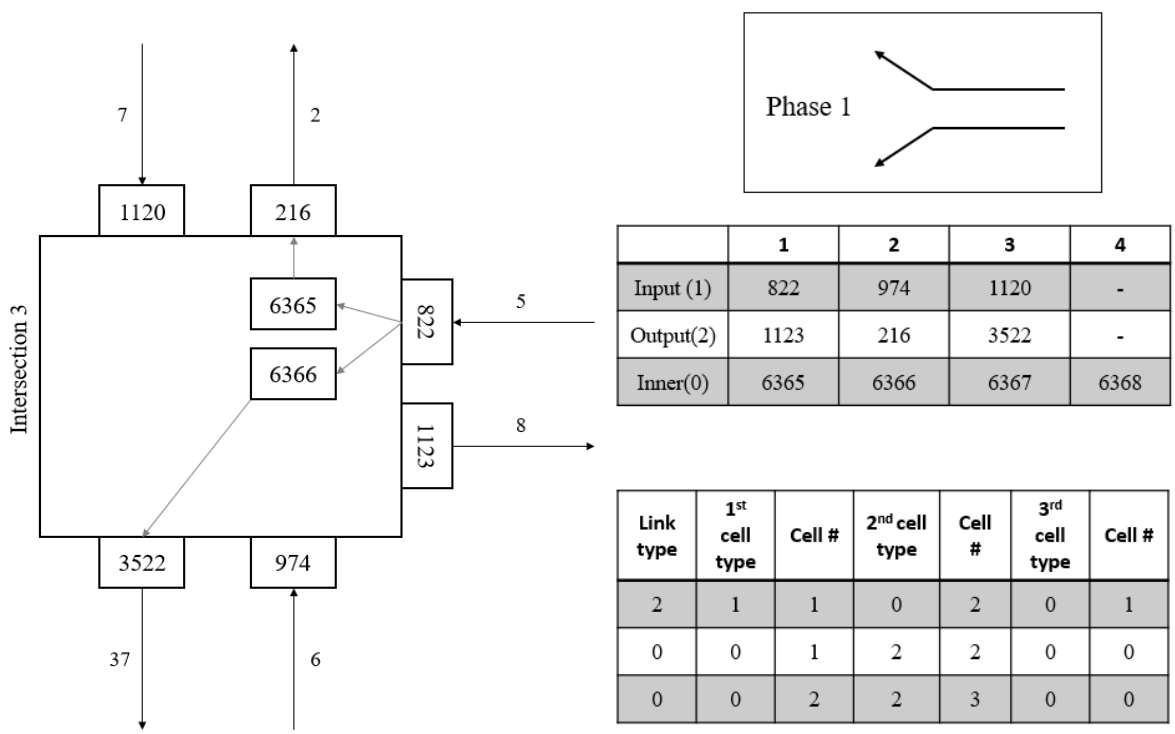 7
2
1120
216
Intersection 3
6365
822
5
6366
1123
8
3522
974
37
6
Phase 1
1 2 3 4
Input (1) 822 974 1120 -
Output(2) 1123 216 3522 -
Inner(0) 6365 6366 6367 6368
Link type 1st cell type Cell # 2nd cell type Cell # 3rd cell type Cell #
2 1 1 0 2 0 1
0 0 1 2 2 0 0
0 0 2 2 3 0 0